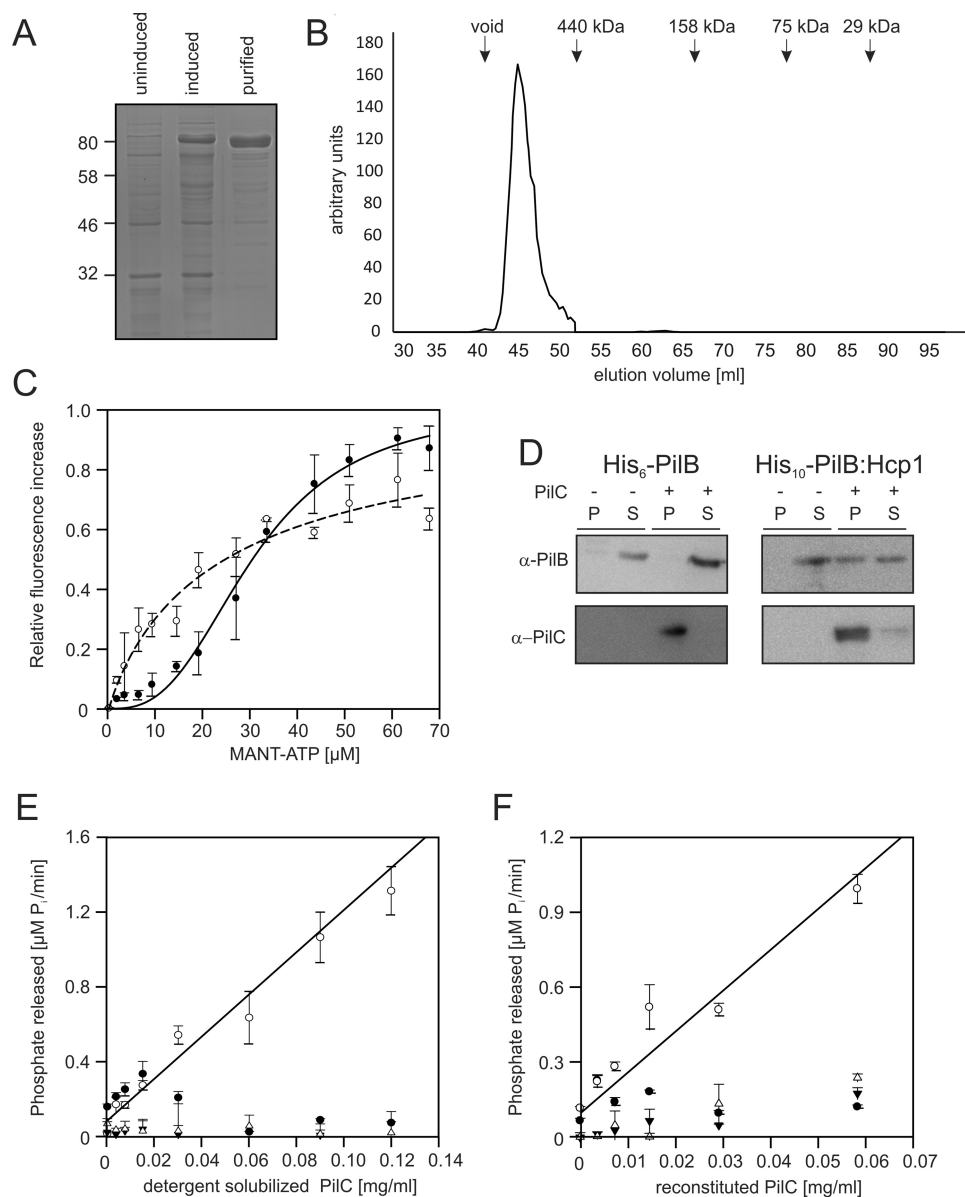 A
uninduced
induced
purified
80
58
46
32
B
void
440 kDa
158 kDa
75 kDa
29 kDa
arbitrary units
180
160
140
120
100
80
60
40
20
0
30 35 40 45 50 55 60 65 70 75 80 85 90 95
elution volume [ml]
C
Relative fluorescence increase
1.0
0.8
0.6
0.4
0.2
0
0 10 20 30 40 50 60 70
MANT-ATP [µM]
D
His6-PilB
His10-PilB:Hcp1
PilC - - + + - - + +
P S P S P S P S
α-PilB
α–PilC
E
Phosphate released [µM Pi/min]
1.6
1.2
0.8
0.4
0
0 0.02 0.04 0.06 0.08 0.10 0.12 0.14
detergent solubilized PilC [mg/ml]
F
Phosphate released [µM Pi/min]
1.2
0.9
0.6
0.3
0
0 0.01 0.02 0.03 0.04 0.05 0.06 0.07
reconstituted PilC [mg/ml]